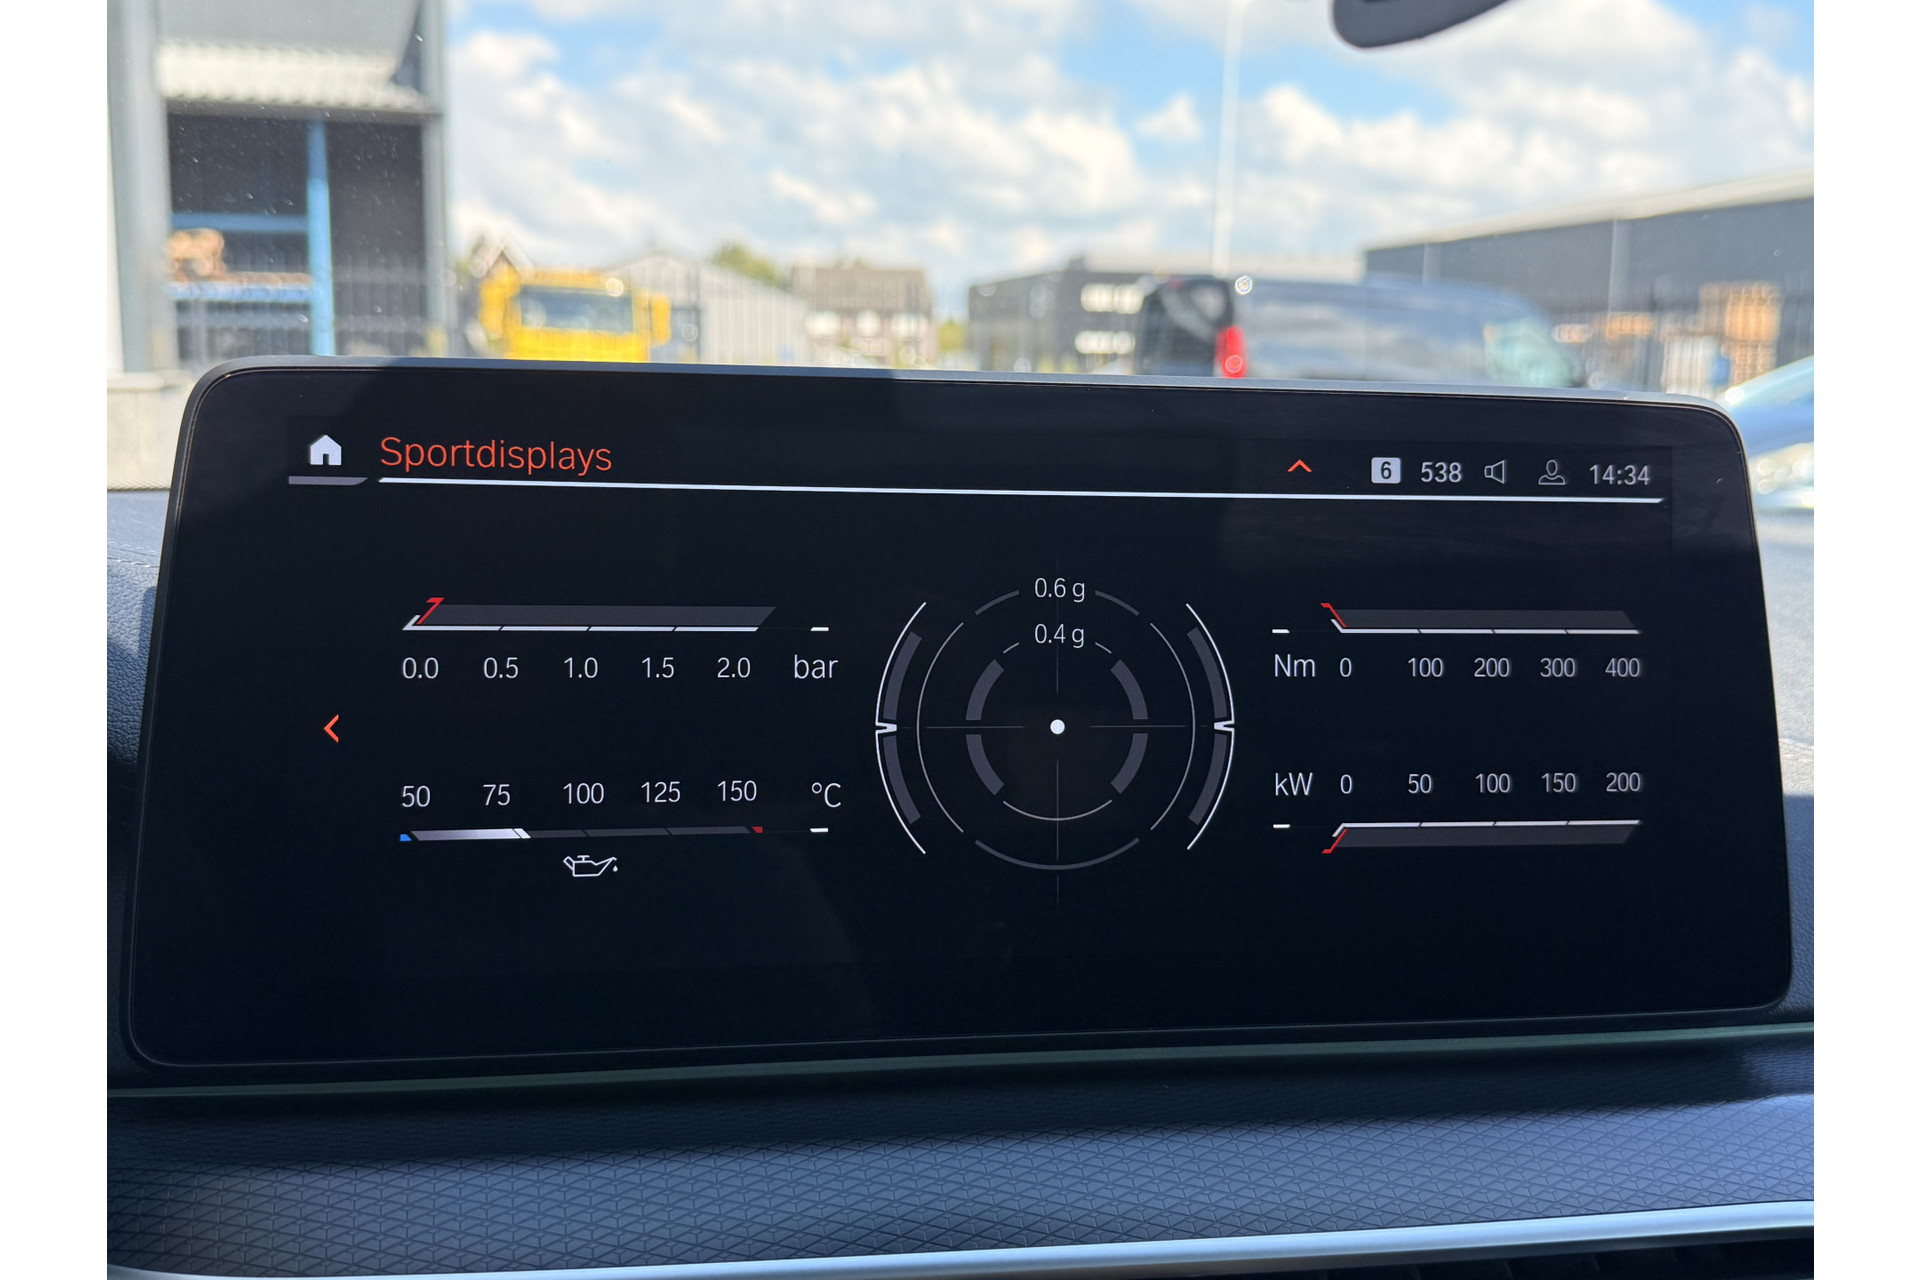 Sportdisplays
6 538 14:34
0.6 g
0.4 g
0.0 0.5 1.0 1.5 2.0 bar
Nm 0 100 200 300 400
50 75 100 125 150 °C
kW 0 50 100 150 200